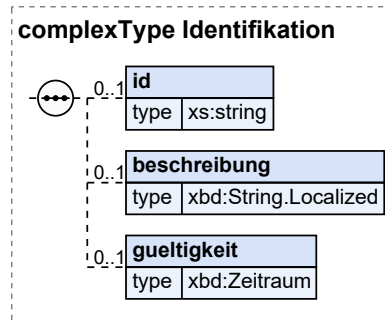 complexType Identifikation
0..1 id
type xs:string
0..1 beschreibung
type xbd:String.Localized
0..1 gueltigkeit
type xbd:Zeitraum